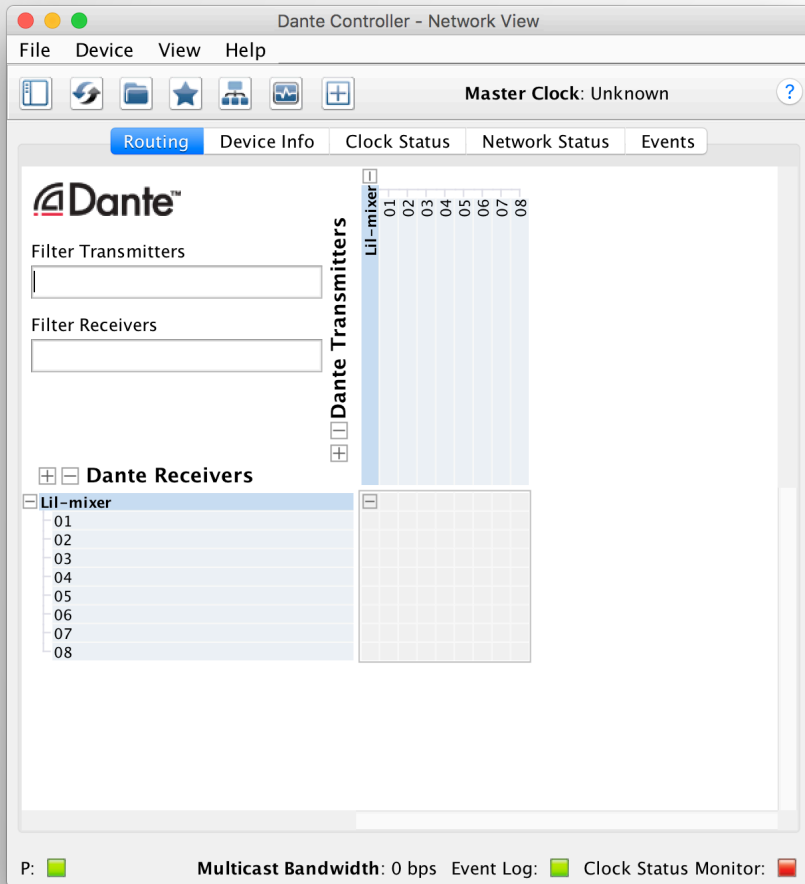 Dante Controller - Network View
File Device View Help
Master Clock: Unknown
?
Routing Device Info Clock Status Network Status Events
Dante™
Filter Transmitters
Filter Receivers
Dante Transmitters
Lil-mixer
01
02
03
04
05
06
07
08
Dante Receivers
Lil-mixer
01
02
03
04
05
06
07
08
P: Multicast Bandwidth: 0 bps Event Log: Clock Status Monitor: